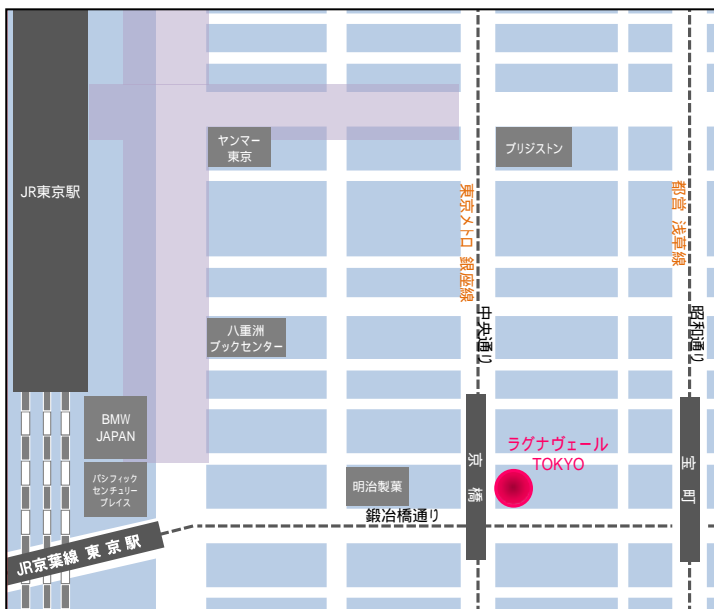 ヤンマー
東京
ブリジストン
JR東京駅
東京メトロ 銀座線
都営 浅草線
中央通り
昭和通り
八重洲
ブックセンター
BMW
JAPAN
ラグナヴェール
TOKYO
京橋
宝町
パシフィック
センチュリー
プレイス
明治製菓
鍛冶橋通り
JR京葉線 東京駅